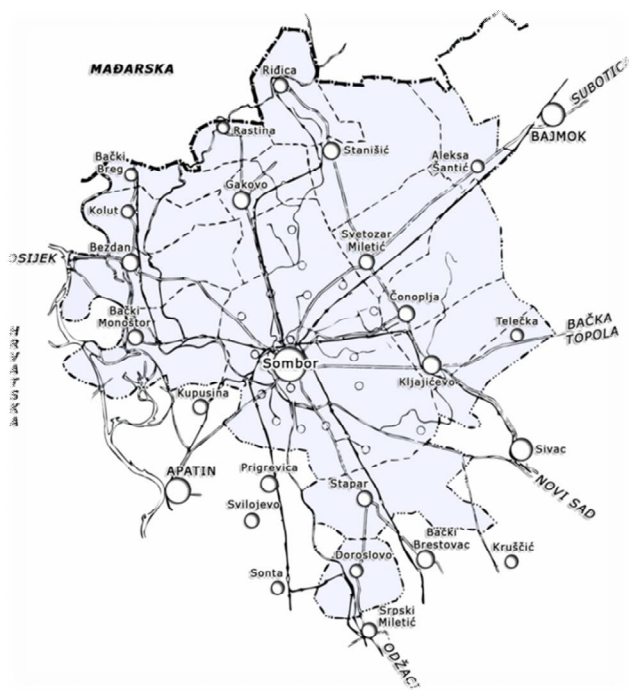 MAĐARSKA
Riđica
SUBOTICA
Rastina
BAJMOK
Stanišić
Aleksa
Šantić
Bački
Breg
Gakovo
Kolut
Svetozar
Miletić
Bezdan
OSIJEK
Čonoplja
Bački
Monoštor
Telečka
BAČKA
TOPOLA
HRVATSKA
Sombor
Kljajićevo
Kupusina
Sivac
APATIN
Prigrevica
Stapar
NOVI SAD
Svilojevo
Bački
Brestovac
Kruščić
Doroslovo
Sonta
Srpski
Miletić
ODŽACI